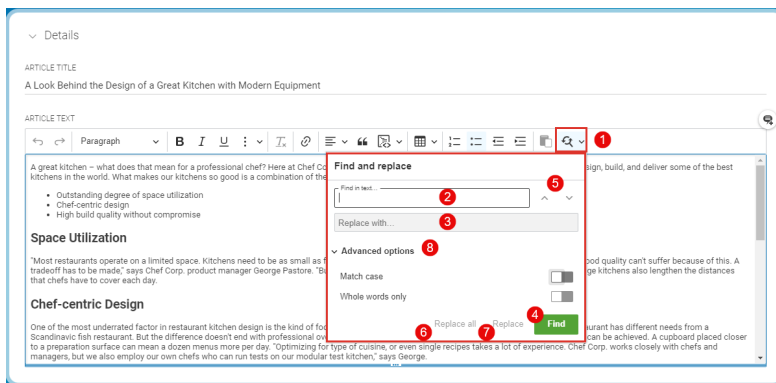 Details
ARTICLE TITLE
A Look Behind the Design of a Great Kitchen with Modern Equipment
ARTICLE TEXT
Paragraph B I U
1
A great kitchen – what does that mean for a professional chef? Here at Chef Co sign, build, and deliver some of the best
kitchens in the world. What makes our kitchens so good is a combination of the
Outstanding degree of space utilization
Chef-centric design
High build quality without compromise
Space Utilization
"Most restaurants operate on a limited space. Kitchens need to be as small as f ood quality can't suffer because of this. A
tradeoff has to be made," says Chef Corp. product manager George Pastore. "Bu ge kitchens also lengthen the distances
that chefs have to cover each day.
Chef-centric Design
One of the most underrated factor in restaurant kitchen design is the kind of foo aurant has different needs from a
Scandinavic fish restaurant. But the difference doesn't end with professional ov can be achieved. A cupboard placed closer
to a preparation surface can mean a dozen menus more per day. "Optimizing for type of cuisine, or even single recipes takes a lot of experience. Chef Corp. works closely with chefs and
managers, but we also employ our own chefs who can run tests on our modular test kitchen," says George.
Find and replace
Find in text...
2
5
Replace with...
3
Advanced options
8
Match case
Whole words only
4
Replace all Replace Find
6 7